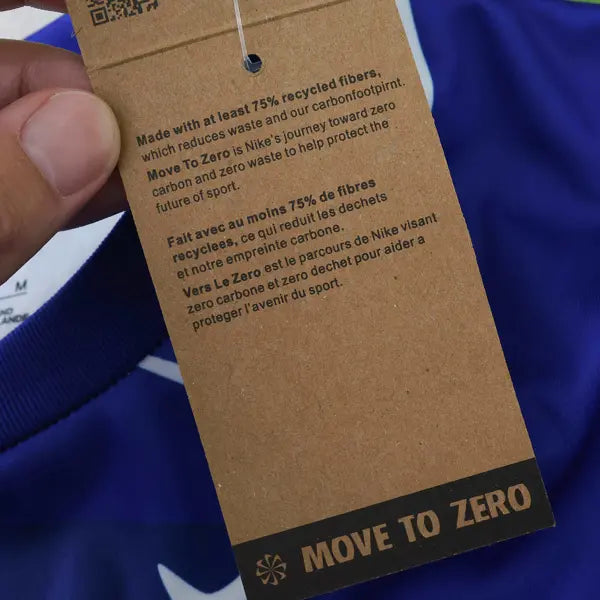 Made with at least 75% recycled fibers,
which reduces waste and our carbonfootpirnt.
Move To Zero is Nike's journey toward zero
carbon and zero waste to help protect the
future of sport.
Fait avec au moins 75% de fibres
recyclees, ce qui reduit les dechets
et notre empreinte carbone.
Vers Le Zero est le parcours de Nike visant
zero carbone et zero dechet pour aider a
proteger l'avenir du sport.
M
MOVE TO ZERO